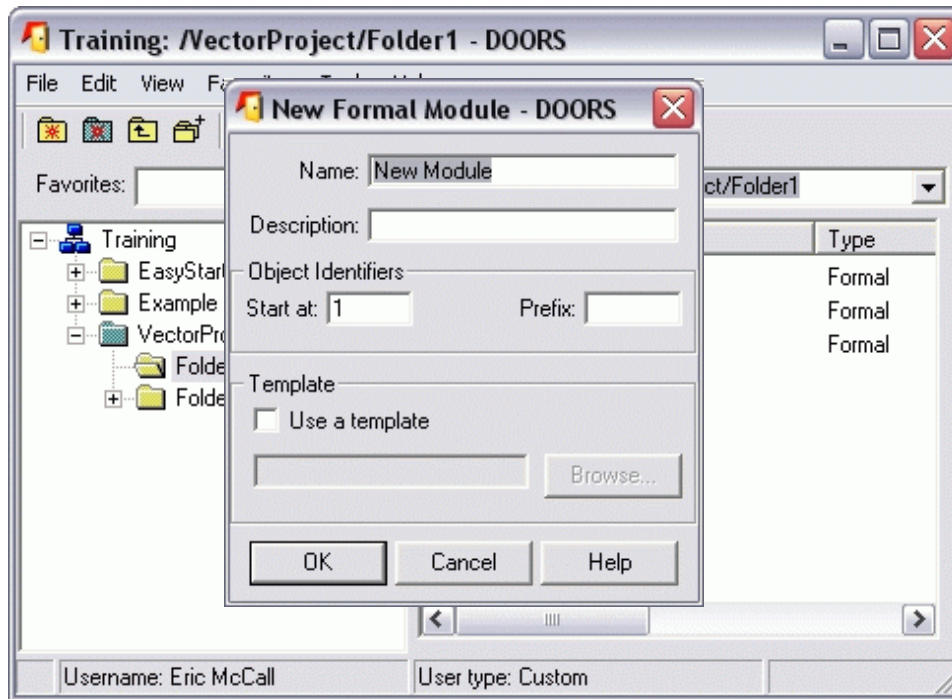 Training: /VectorProject/Folder1 - DOORS
File Edit View
New Formal Module - DOORS
Name: New Module
Favorites:
ct/Folder1
Description:
Training
Type
EasyStart
Object Identifiers
Formal
Example
Start at: 1
Prefix:
Formal
VectorPro
Formal
Folde
Template
Folde
Use a template
Browse...
OK
Cancel
Help
Username: Eric McCall
User type: Custom